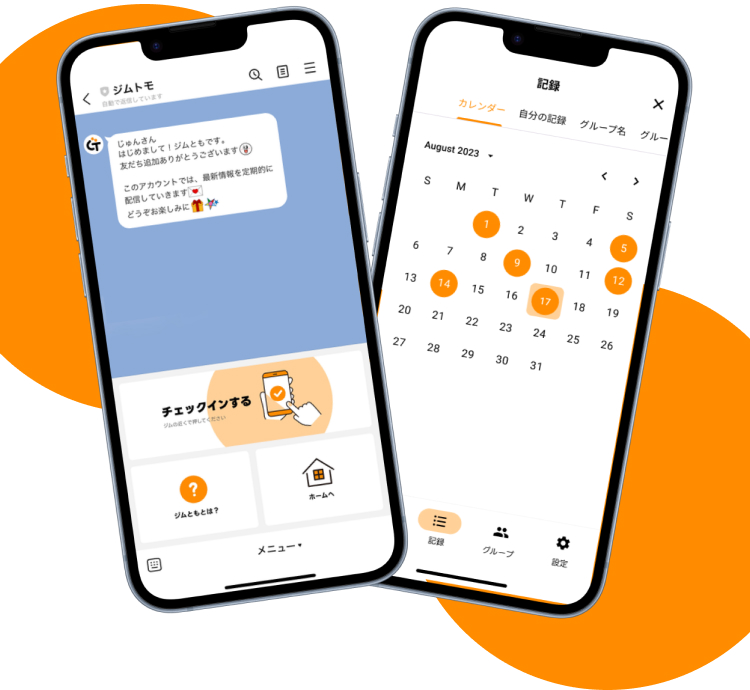 ジムトモ
自動で返信しています
GT
じゅんさん
はじめまして！ジムともです。
友だち追加ありがとうございます
このアカウントでは、最新情報を定期的に
配信していきます
どうぞお楽しみに
チェックインする
ジムの近くで押してください
?
ジムともとは？
ホームへ
メニュー▾
記録
×
カレンダー 自分の記録 グループ名 グルー
August 2023
S M T W T F S
1 2 3 4 5
6 7 8 9 10 11 12
13 14 15 16 17 18 19
20 21 22 23 24 25 26
27 28 29 30 31
記録 グループ 設定